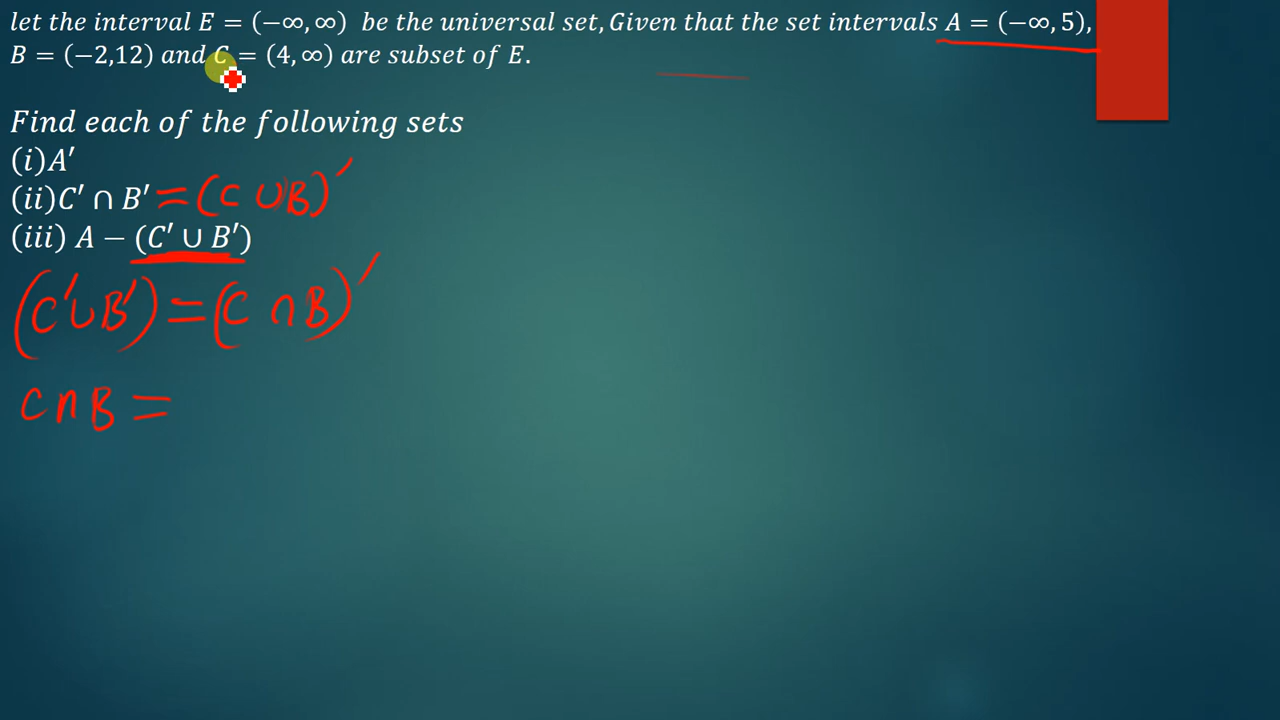 let the interval E = (−∞, ∞) be the universal set, Given that the set intervals A = (−∞, 5),
B = (−2,12) and C = (4, ∞) are subset of E.
Find each of the following sets
(i)A′
(ii)C′ ∩ B′ = (C ∪ B)′
(iii) A − (C′ ∪ B′)
(C′ ∪ B′) = (C ∩ B)′
C ∩ B =